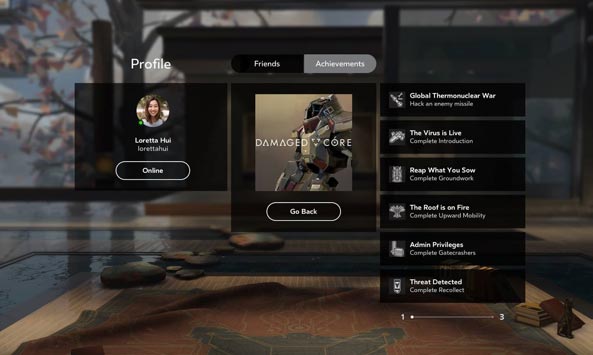 Profile
Friends
Achievements
Loretta Hui
lorettahui
Online
DAMAGED CORE
Go Back
Global Thermonuclear War
Hack an enemy missile
The Virus is Live
Complete Introduction
Reap What You Sow
Complete Groundwork
The Roof is on Fire
Complete Upward Mobility
Admin Privileges
Complete Gatecrashers
Threat Detected
Complete Recollect
1
3